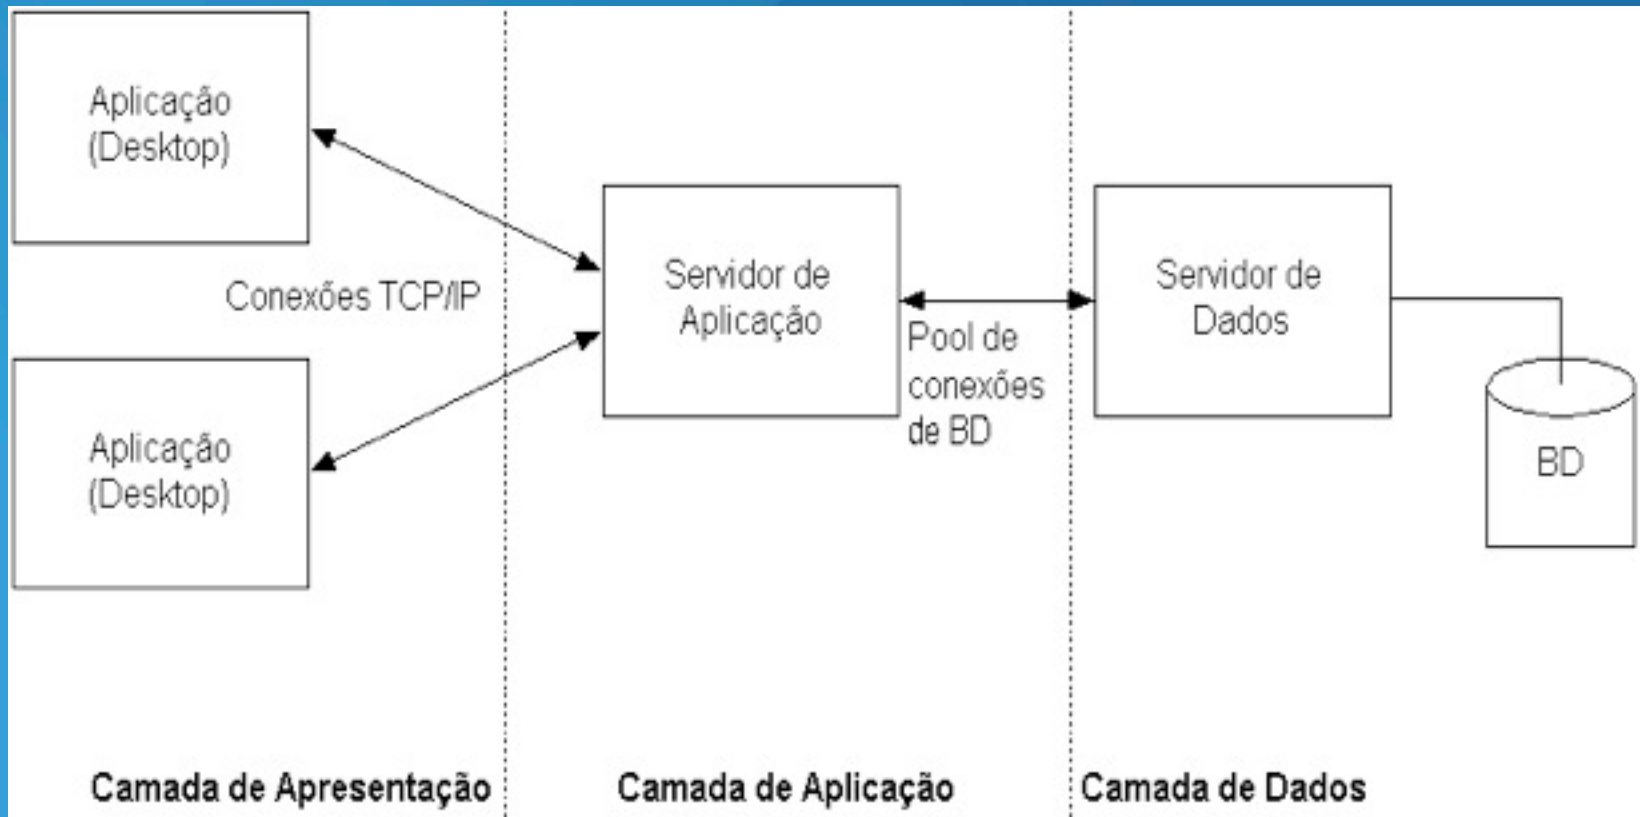 Aplicação
(Desktop)
Conexões TCP/IP
Aplicação
(Desktop)
Servidor de
Aplicação
Pool de
conexões
de BD
Servidor de
Dados
BD
Camada de Apresentação
Camada de Aplicação
Camada de Dados